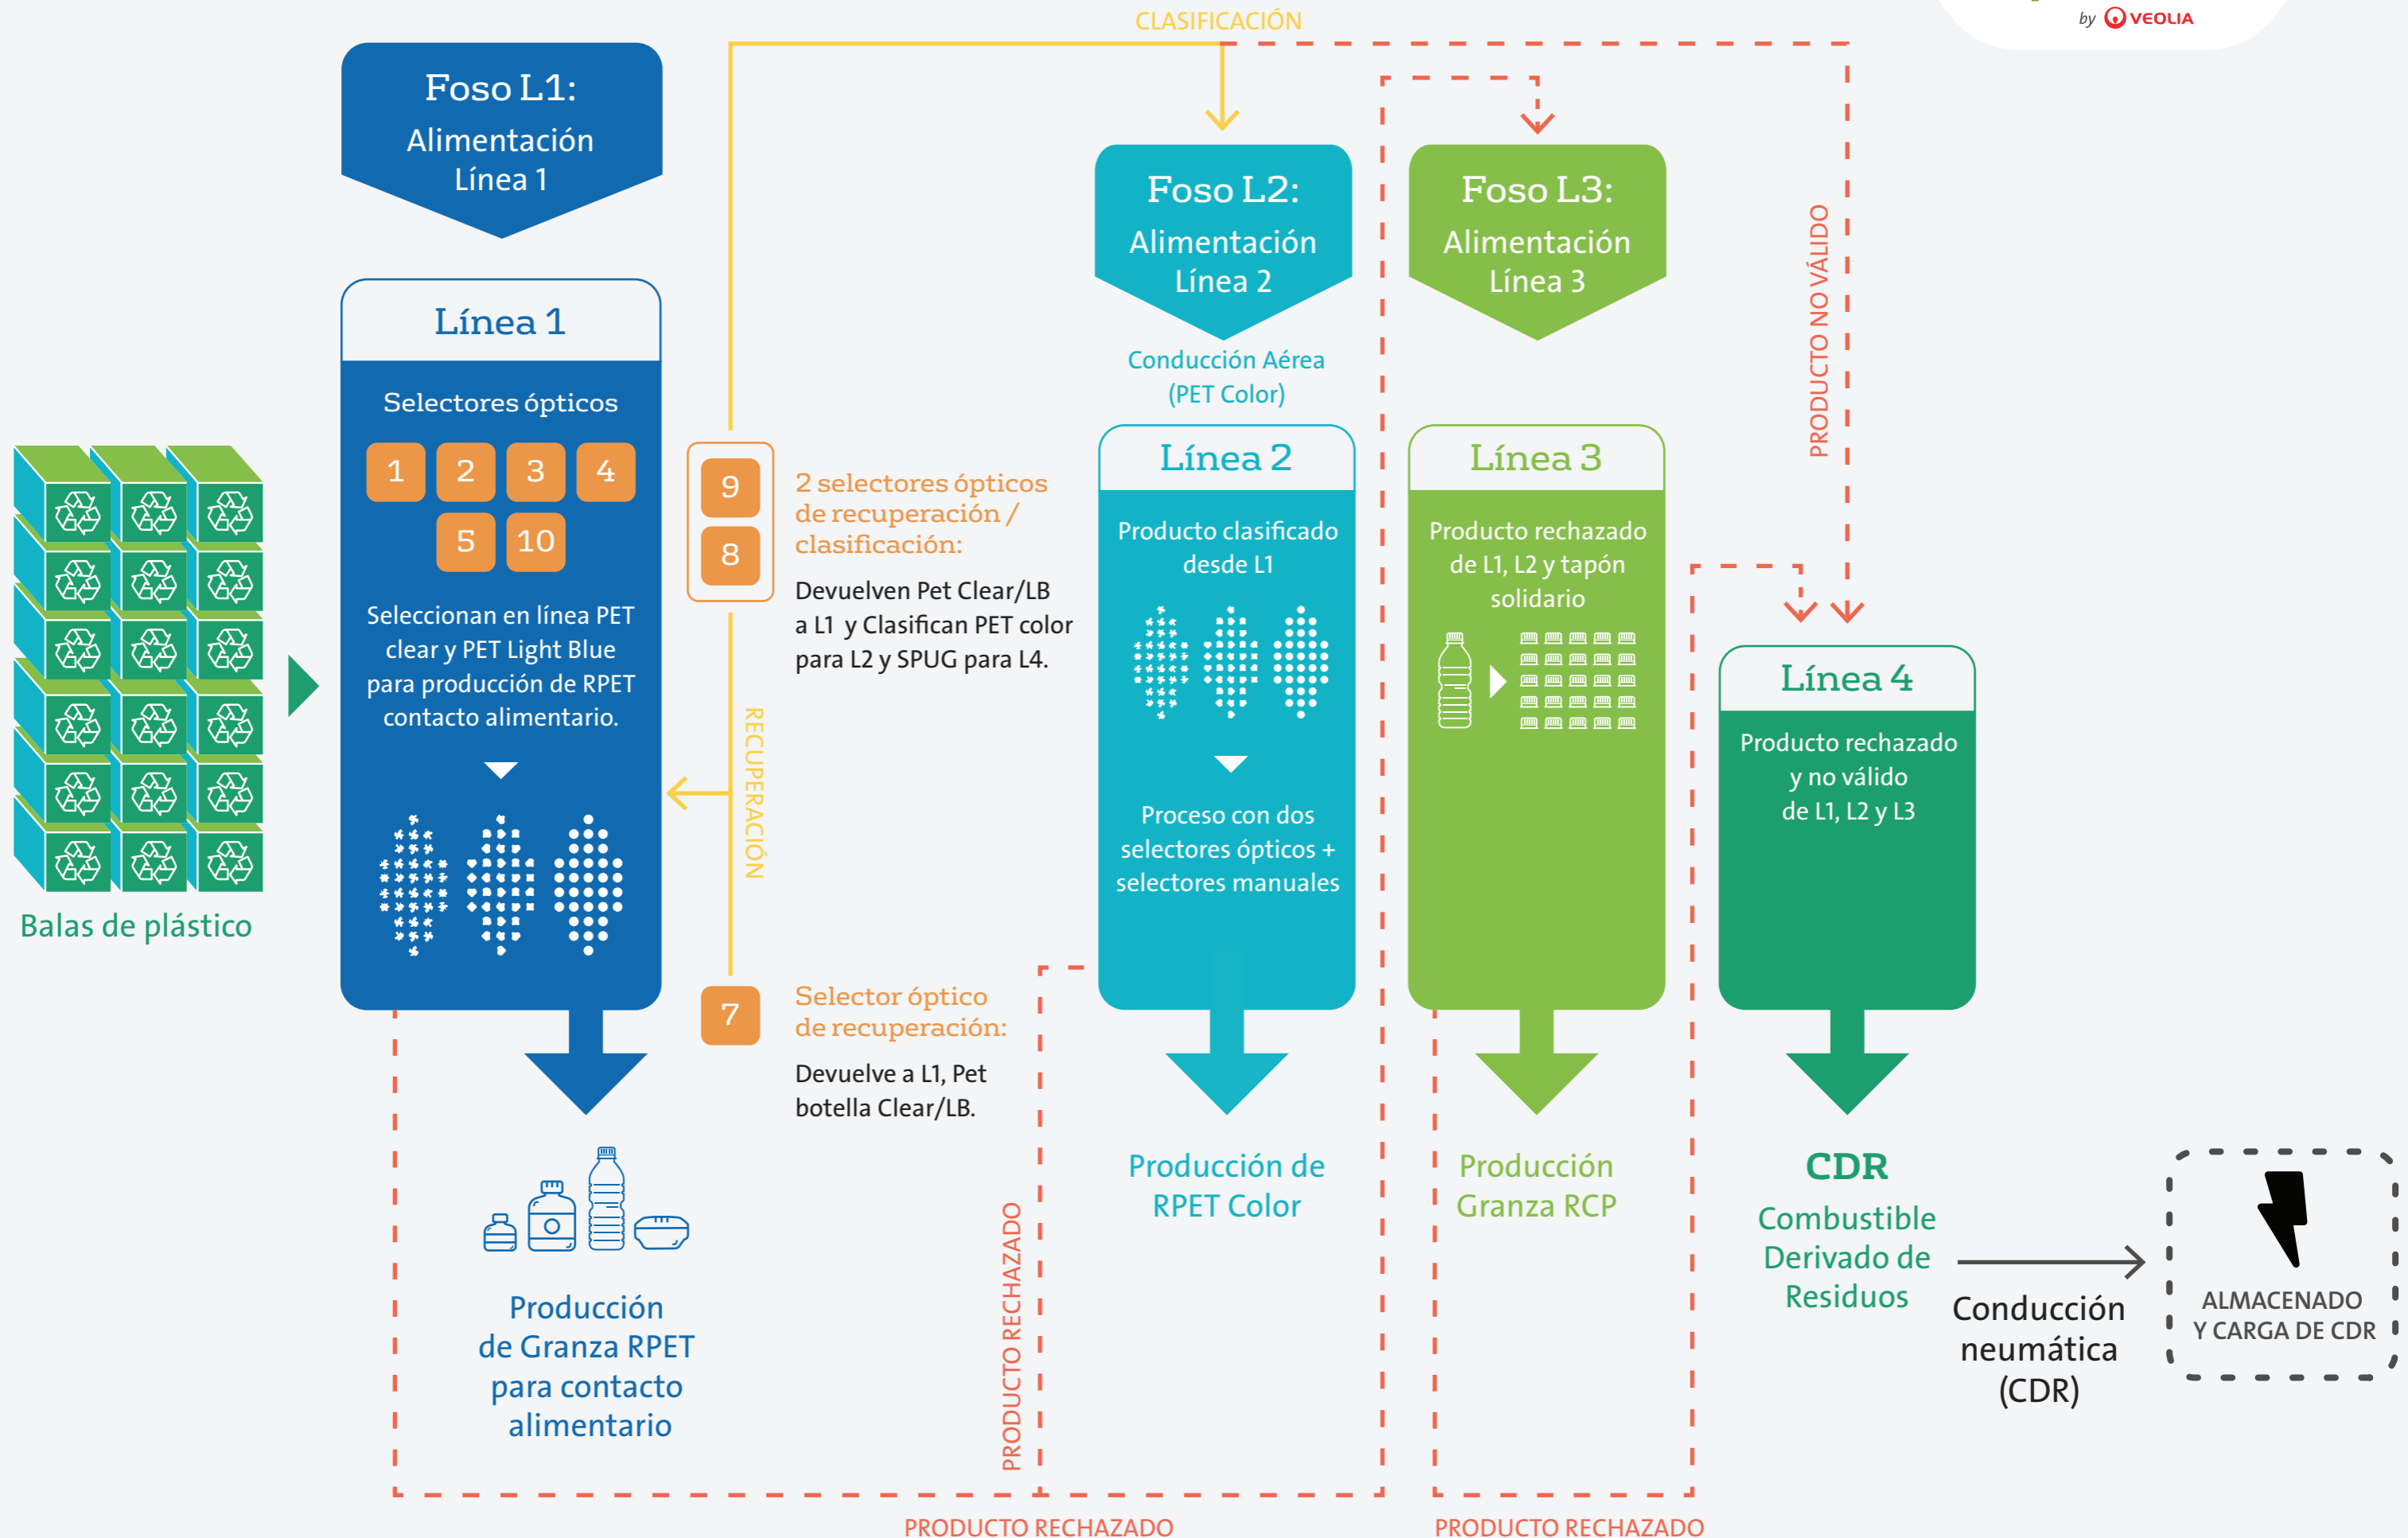 by VEOLIA
CLASIFICACIÓN
Foso L1:
Alimentación
Línea 1
Línea 1
Selectores ópticos
1 2 3 4
5 10
Seleccionan en línea PET
clear y PET Light Blue
para producción de RPET
contacto alimentario.
Balas de plástico
9
8
2 selectores ópticos
de recuperación /
clasificación:
Devuelven Pet Clear/LB
a L1 y Clasifican PET color
para L2 y SPUG para L4.
RECUPERACIÓN
7
Selector óptico
de recuperación:
Devuelve a L1, Pet
botella Clear/LB.
Producción
de Granza RPET
para contacto
alimentario
Foso L2:
Alimentación
Línea 2
Conducción Aérea
(PET Color)
Línea 2
Producto clasificado
desde L1
Proceso con dos
selectores ópticos +
selectores manuales
Producción de
RPET Color
PRODUCTO RECHAZADO
PRODUCTO RECHAZADO
Foso L3:
Alimentación
Línea 3
Línea 3
Producto rechazado
de L1, L2 y tapón
solidario
Producción
Granza RCP
PRODUCTO RECHAZADO
PRODUCTO NO VÁLIDO
Línea 4
Producto rechazado
y no válido
de L1, L2 y L3
CDR
Combustible
Derivado de
Residuos
Conducción
neumática
(CDR)
ALMACENADO
Y CARGA DE CDR